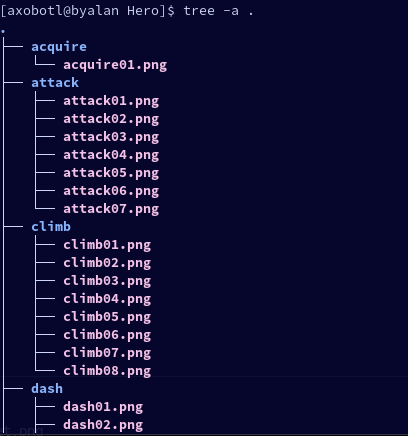 [axobotl@byalan Hero]$ tree -a .
.
├── acquire
│   └── acquire01.png
├── attack
│   ├── attack01.png
│   ├── attack02.png
│   ├── attack03.png
│   ├── attack04.png
│   ├── attack05.png
│   ├── attack06.png
│   └── attack07.png
├── climb
│   ├── climb01.png
│   ├── climb02.png
│   ├── climb03.png
│   ├── climb04.png
│   ├── climb05.png
│   ├── climb06.png
│   ├── climb07.png
│   └── climb08.png
├── dash
│   ├── dash01.png
│   ├── dash02.png